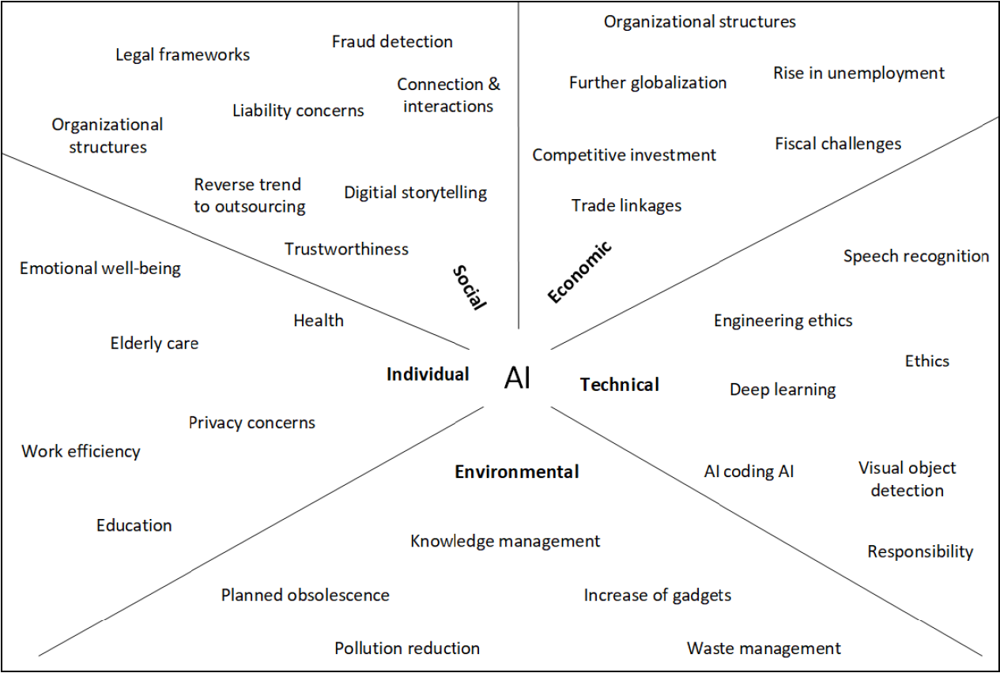 Organizational structures
Fraud detection
Legal frameworks
Rise in unemployment
Further globalization
Connection &
interactions
Liability concerns
Organizational
structures
Fiscal challenges
Competitive investment
Reverse trend
to outsourcing
Digitial storytelling
Trade linkages
Trustworthiness
Social
Economic
Emotional well-being
Speech recognition
Health
Engineering ethics
Elderly care
Ethics
Individual
AI
Technical
Deep learning
Privacy concerns
Work efficiency
Environmental
AI coding AI
Visual object
detection
Education
Knowledge management
Responsibility
Planned obsolescence
Increase of gadgets
Pollution reduction
Waste management